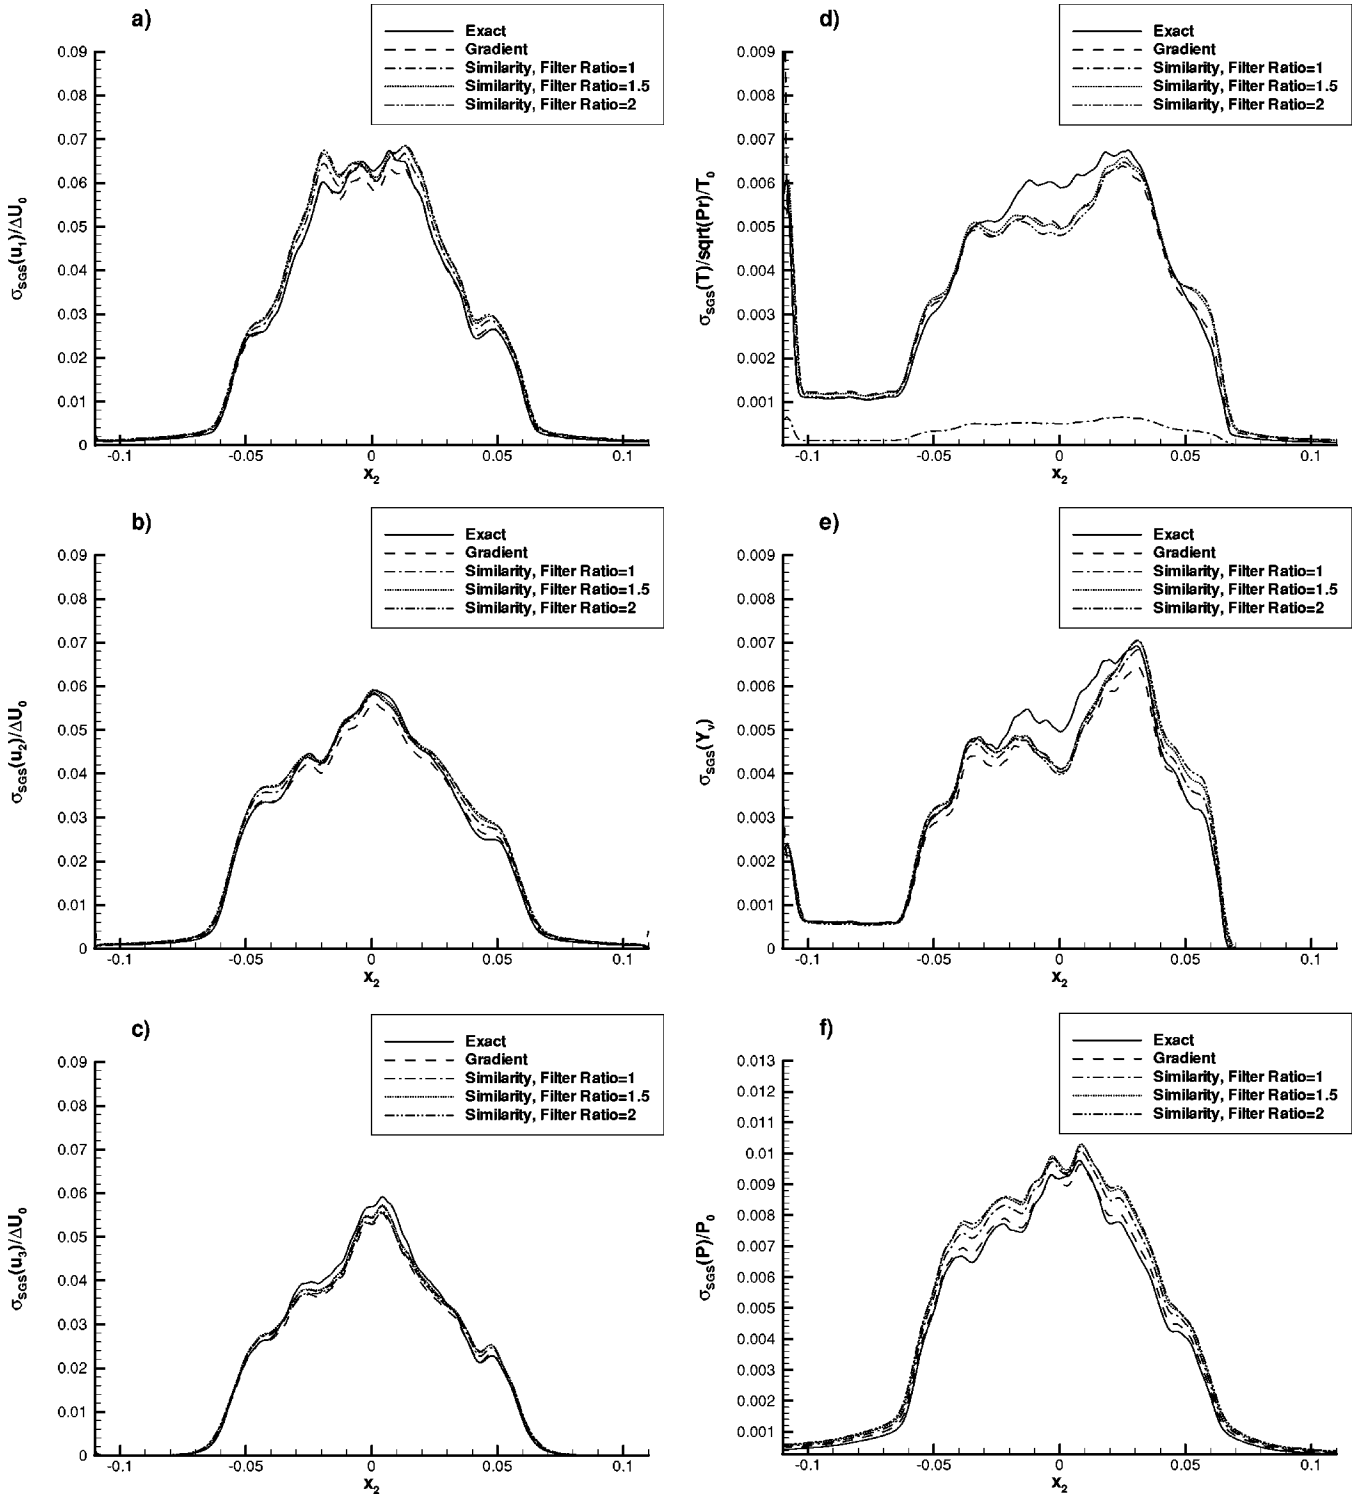 a)
Exact
Gradient
Similarity, Filter Ratio=1
Similarity, Filter Ratio=1.5
Similarity, Filter Ratio=2
0.09
0.08
0.07
0.06
0.05
0.04
0.03
0.02
0.01
0
σSGS(u1)/ΔU0
-0.1 -0.05 0 0.05 0.1
x2
d)
Exact
Gradient
Similarity, Filter Ratio=1
Similarity, Filter Ratio=1.5
Similarity, Filter Ratio=2
0.009
0.008
0.007
0.006
0.005
0.004
0.003
0.002
0.001
σSGS(T)/sqrt(Pr)/T0
-0.1 -0.05 0 0.05 0.1
x2
b)
Exact
Gradient
Similarity, Filter Ratio=1
Similarity, Filter Ratio=1.5
Similarity, Filter Ratio=2
0.09
0.08
0.07
0.06
0.05
0.04
0.03
0.02
0.01
0
σSGS(u2)/ΔU0
-0.1 -0.05 0 0.05 0.1
x2
e)
Exact
Gradient
Similarity, Filter Ratio=1
Similarity, Filter Ratio=1.5
Similarity, Filter Ratio=2
0.009
0.008
0.007
0.006
0.005
0.004
0.003
0.002
0.001
0
σSGS(Yv)
-0.1 -0.05 0 0.05 0.1
x2
c)
Exact
Gradient
Similarity, Filter Ratio=1
Similarity, Filter Ratio=1.5
Similarity, Filter Ratio=2
0.09
0.08
0.07
0.06
0.05
0.04
0.03
0.02
0.01
0
σSGS(u3)/ΔU0
-0.1 -0.05 0 0.05 0.1
x2
f)
Exact
Gradient
Similarity, Filter Ratio=1
Similarity, Filter Ratio=1.5
Similarity, Filter Ratio=2
0.013
0.012
0.011
0.01
0.009
0.008
0.007
0.006
0.005
0.004
0.003
0.002
0.001
σSGS(P)/P0
-0.1 -0.05 0 0.05 0.1
x2